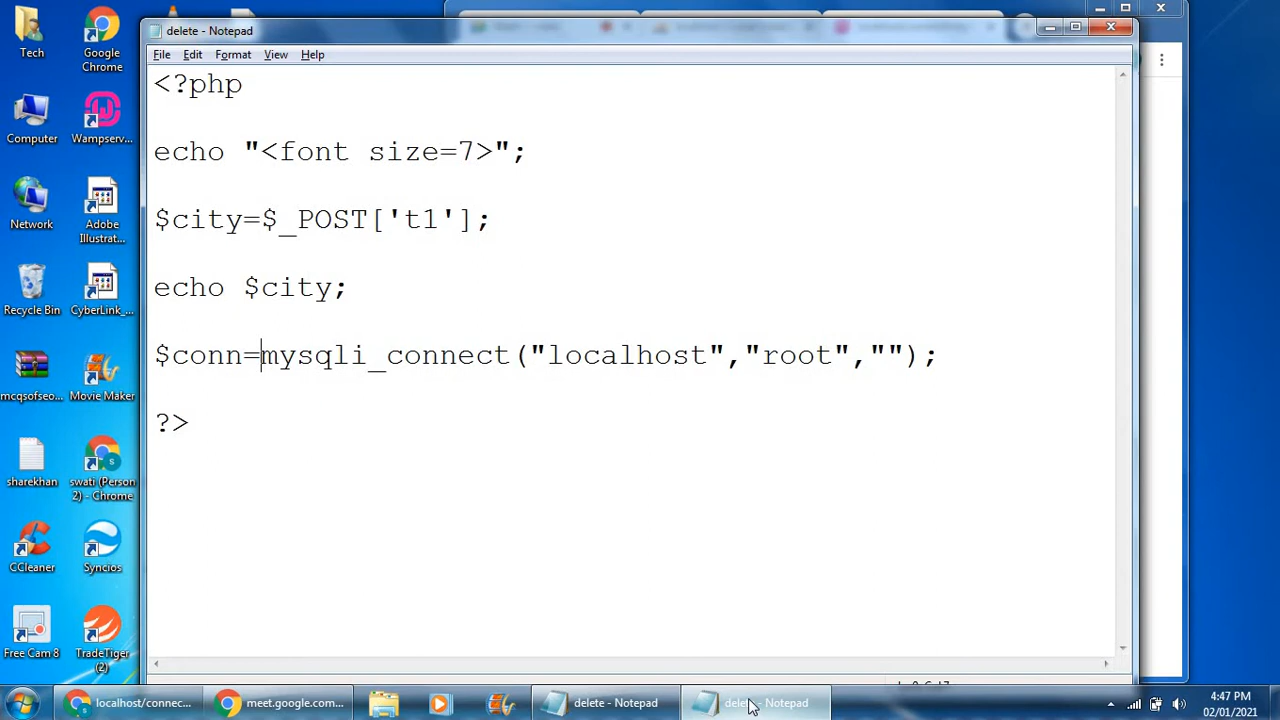 delete - Notepad
File Edit Format View Help
<?php
echo "<font size=7>";
$city=$_POST['t1'];
echo $city;
$conn=mysqli_connect("localhost","root","");
?>
Tech
Google
Chrome
Computer
Wampserv...
Network
Adobe
Illustrat...
Recycle Bin
CyberLink_...
mcqsofseo...
Movie Maker
sharekhan
swati (Person
2) - Chrome
CCleaner
Syncios
Free Cam 8
TradeTiger
(2)
localhost/connec...
meet.google.com...
delete - Notepad
delete - Notepad
4:47 PM
02/01/2021